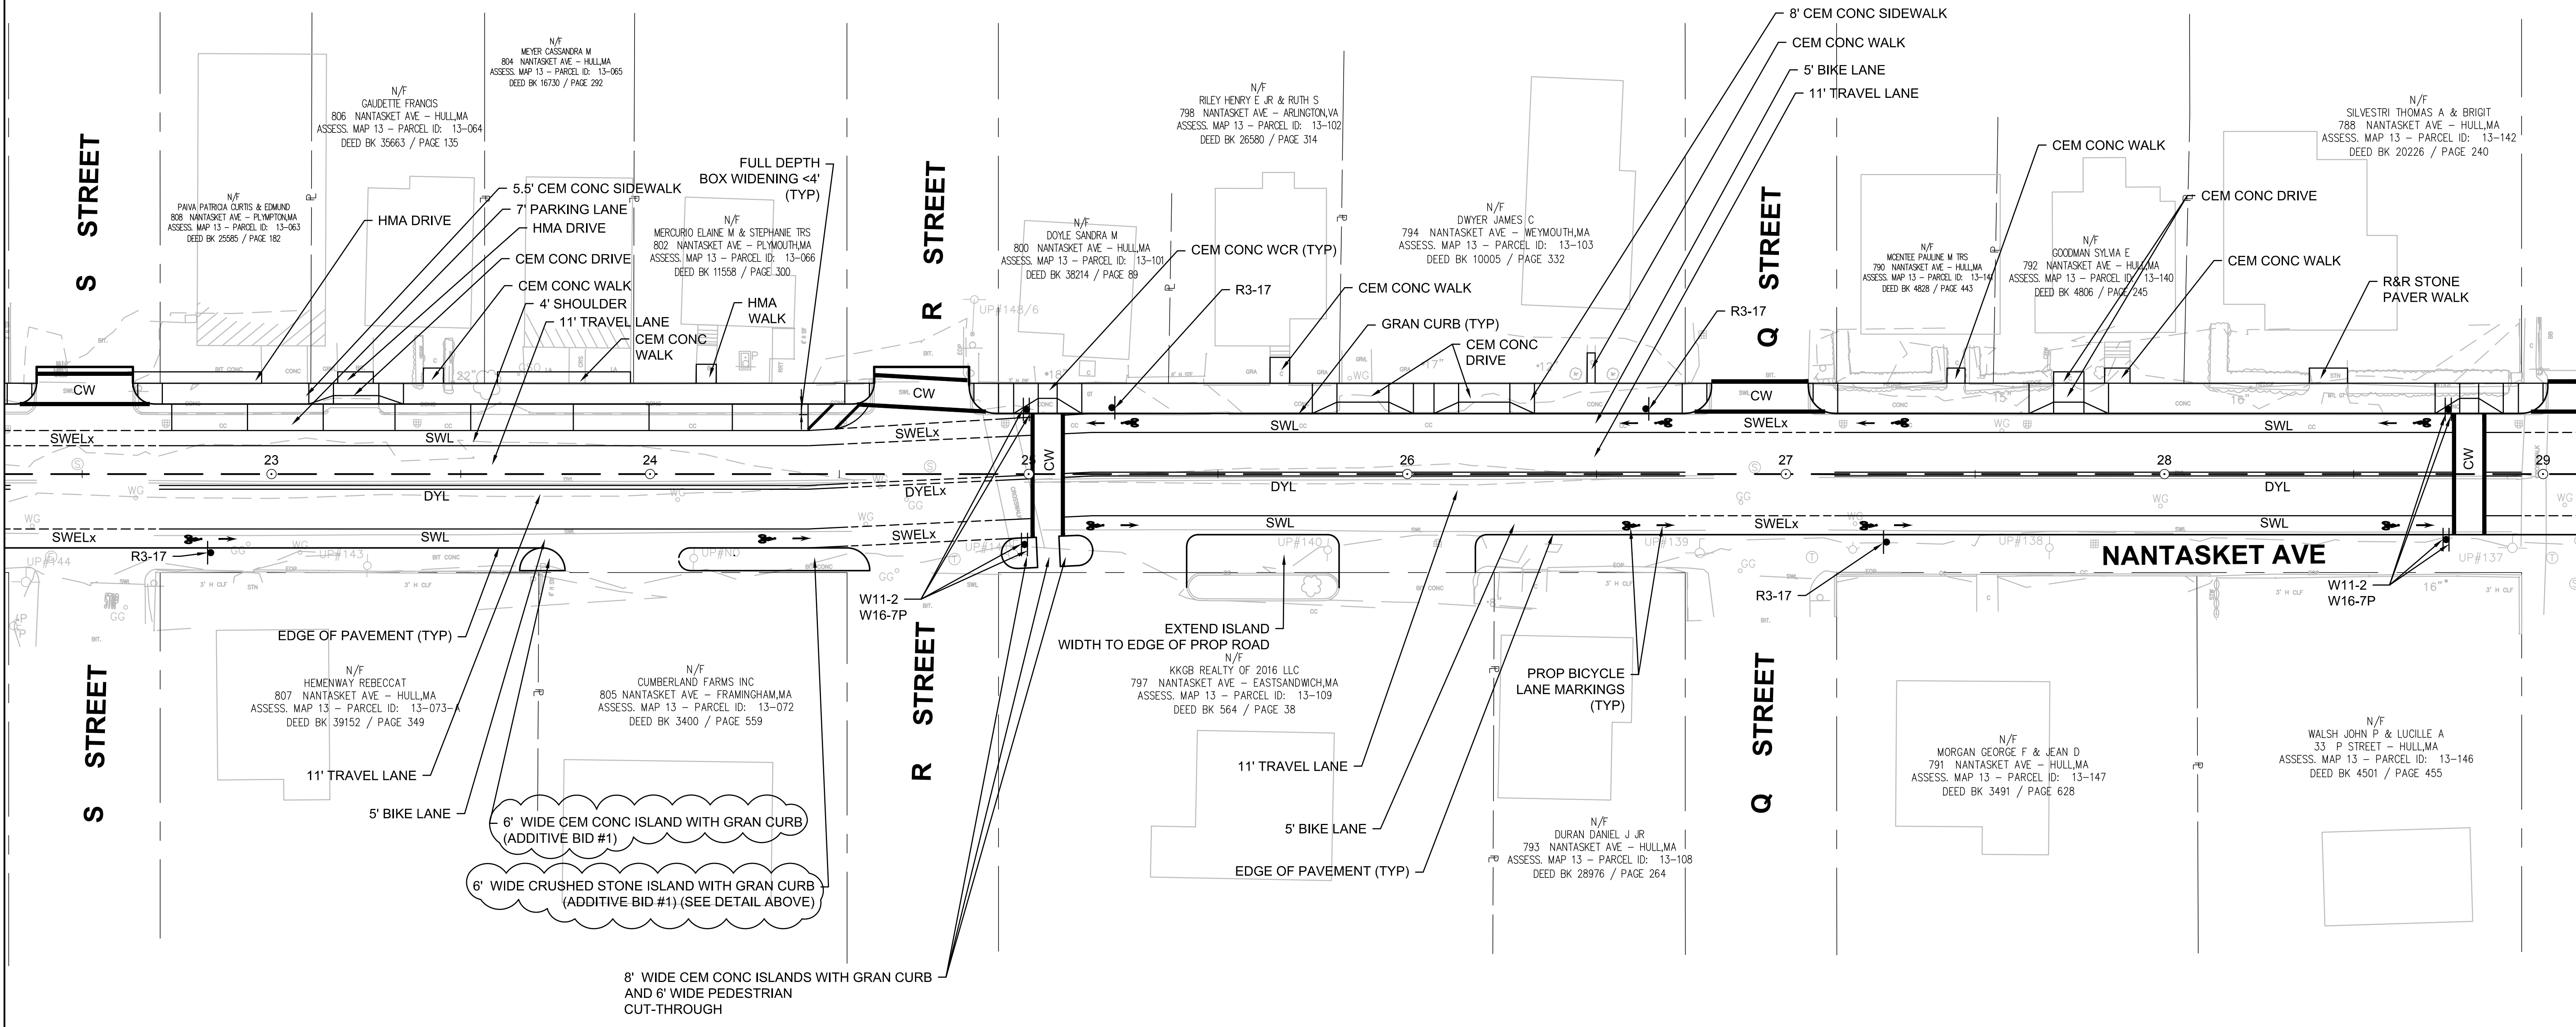 8' CEM CONC SIDEWALK
CEM CONC WALK
5' BIKE LANE
11' TRAVEL LANE
N/F
MEYER CASSANDRA M
804 NANTASKET AVE - HULL,MA
ASSESS. MAP 13 - PARCEL ID: 13-065
DEED BK 16730 / PAGE 292
N/F
GAUDETTE FRANCIS
806 NANTASKET AVE - HULL,MA
ASSESS. MAP 13 - PARCEL ID: 13-064
DEED BK 35663 / PAGE 135
N/F
RILEY HENRY E JR & RUTH S
798 NANTASKET AVE - ARLINGTON,VA
ASSESS. MAP 13 - PARCEL ID: 13-102
DEED BK 26580 / PAGE 314
N/F
SILVESTRI THOMAS A & BRIGIT
788 NANTASKET AVE - HULL,MA
ASSESS. MAP 13 - PARCEL ID: 13-142
DEED BK 20226 / PAGE 240
S STREET
N/F
PAIVA PATRICIA CURTIS & EDMUND
808 NANTASKET AVE - PLYMPTON,MA
ASSESS. MAP 13 - PARCEL ID: 13-063
DEED BK 25585 / PAGE 182
HMA DRIVE
5.5' CEM CONC SIDEWALK
7' PARKING LANE
HMA DRIVE
CEM CONC DRIVE
CEM CONC WALK
4' SHOULDER
11' TRAVEL LANE
CEM CONC
WALK
FULL DEPTH
BOX WIDENING <4'
(TYP)
N/F
MERCURIO ELAINE M & STEPHANIE TRS
802 NANTASKET AVE - PLYMOUTH,MA
ASSESS. MAP 13 - PARCEL ID: 13-066
DEED BK 11558 / PAGE 300
HMA
WALK
R STREET
UP#148/6
N/F
DOYLE SANDRA M
800 NANTASKET AVE - HULL,MA
ASSESS. MAP 13 - PARCEL ID: 13-101
DEED BK 38214 / PAGE 89
CEM CONC WCR (TYP)
R3-17
CEM CONC WALK
GRAN CURB (TYP)
CEM CONC
DRIVE
N/F
DWYER JAMES C
794 NANTASKET AVE - WEYMOUTH,MA
ASSESS. MAP 13 - PARCEL ID: 13-103
DEED BK 10005 / PAGE 332
R3-17
Q STREET
CEM CONC WALK
CEM CONC DRIVE
CEM CONC WALK
R&R STONE
PAVER WALK
N/F
MCENTEE PAULINE M TRS
790 NANTASKET AVE - HULL,MA
ASSESS. MAP 13 - PARCEL ID: 13-141
DEED BK 4828 / PAGE 443
N/F
GOODMAN SYLVIA E
792 NANTASKET AVE - HULL,MA
ASSESS. MAP 13 - PARCEL ID: 13-140
DEED BK 4806 / PAGE 245
CW
CW
CW
SWELx
SWL
SWELx
SWL
SWELx
SWL
23
24
25
CW
26
27
28
CW
29
DYL
DYELx
DYL
DYL
SWELx
SWL
SWELx
SWL
SWELx
SWL
R3-17
UP#144
UP#143
UP#NO
UP#140
UP#139
UP#138
UP#137
NANTASKET AVE
W11-2
W16-7P
R3-17
W11-2
W16-7P
EDGE OF PAVEMENT (TYP)
EXTEND ISLAND
WIDTH TO EDGE OF PROP ROAD
S STREET
N/F
HEMENWAY REBECCAT
807 NANTASKET AVE - HULL,MA
ASSESS. MAP 13 - PARCEL ID: 13-073-A
DEED BK 39152 / PAGE 349
N/F
CUMBERLAND FARMS INC
805 NANTASKET AVE - FRAMINGHAM,MA
ASSESS. MAP 13 - PARCEL ID: 13-072
DEED BK 3400 / PAGE 559
R STREET
N/F
KKGB REALTY OF 2016 LLC
797 NANTASKET AVE - EASTSANDWICH,MA
ASSESS. MAP 13 - PARCEL ID: 13-109
DEED BK 564 / PAGE 38
PROP BICYCLE
LANE MARKINGS
(TYP)
Q STREET
N/F
MORGAN GEORGE F & JEAN D
791 NANTASKET AVE - HULL,MA
ASSESS. MAP 13 - PARCEL ID: 13-147
DEED BK 3491 / PAGE 628
N/F
WALSH JOHN P & LUCILLE A
33 P STREET - HULL,MA
ASSESS. MAP 13 - PARCEL ID: 13-146
DEED BK 4501 / PAGE 455
11' TRAVEL LANE
5' BIKE LANE
6' WIDE CEM CONC ISLAND WITH GRAN CURB
(ADDITIVE BID #1)
6' WIDE CRUSHED STONE ISLAND WITH GRAN CURB
(ADDITIVE BID #1) (SEE DETAIL ABOVE)
11' TRAVEL LANE
5' BIKE LANE
EDGE OF PAVEMENT (TYP)
N/F
DURAN DANIEL J JR
793 NANTASKET AVE - HULL,MA
ASSESS. MAP 13 - PARCEL ID: 13-108
DEED BK 28976 / PAGE 264
8' WIDE CEM CONC ISLANDS WITH GRAN CURB
AND 6' WIDE PEDESTRIAN
CUT-THROUGH